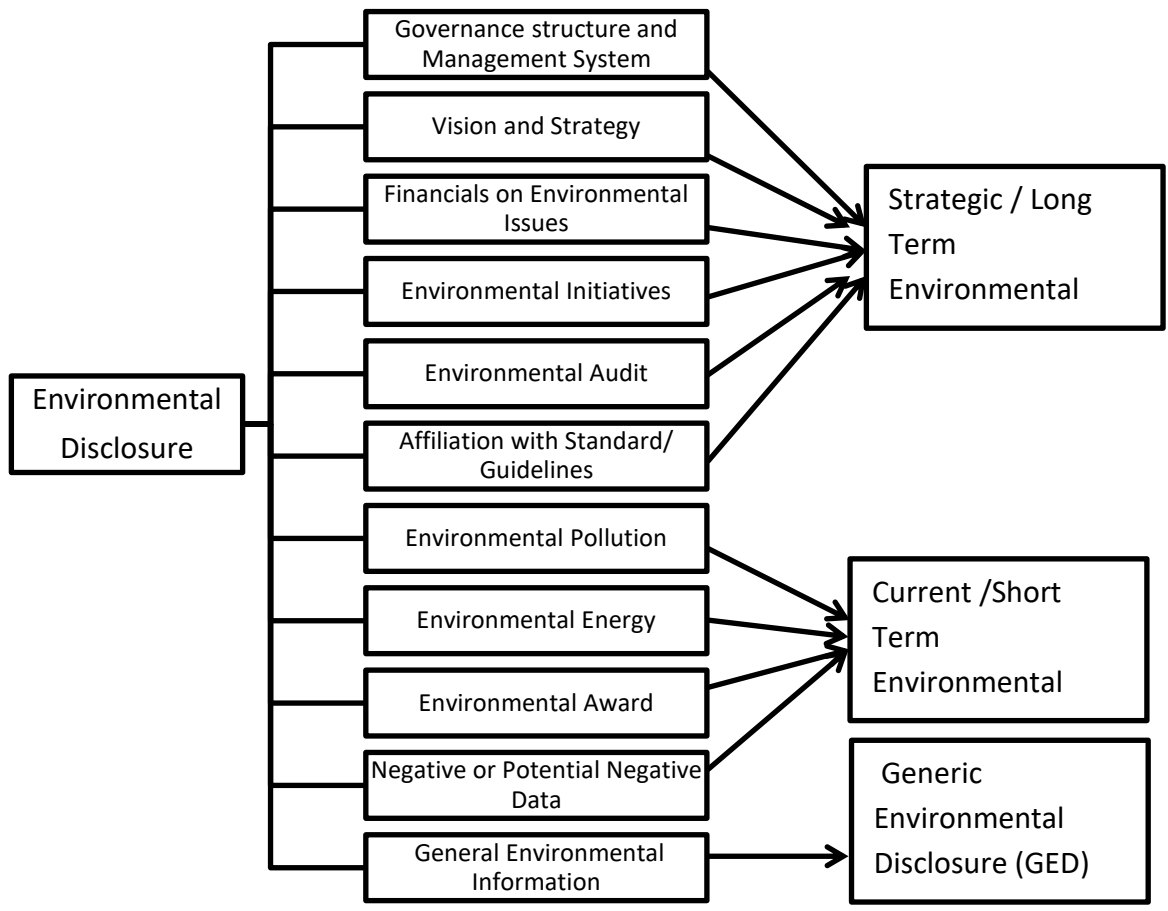 Governance structure and
Management System
Vision and Strategy
Financials on Environmental
Issues
Environmental Initiatives
Environmental Audit
Affiliation with Standard/
Guidelines
Environmental Pollution
Environmental Energy
Environmental Award
Negative or Potential Negative
Data
General Environmental
Information
Environmental
Disclosure
Strategic / Long
Term
Environmental
Current /Short
Term
Environmental
Generic
Environmental
Disclosure (GED)